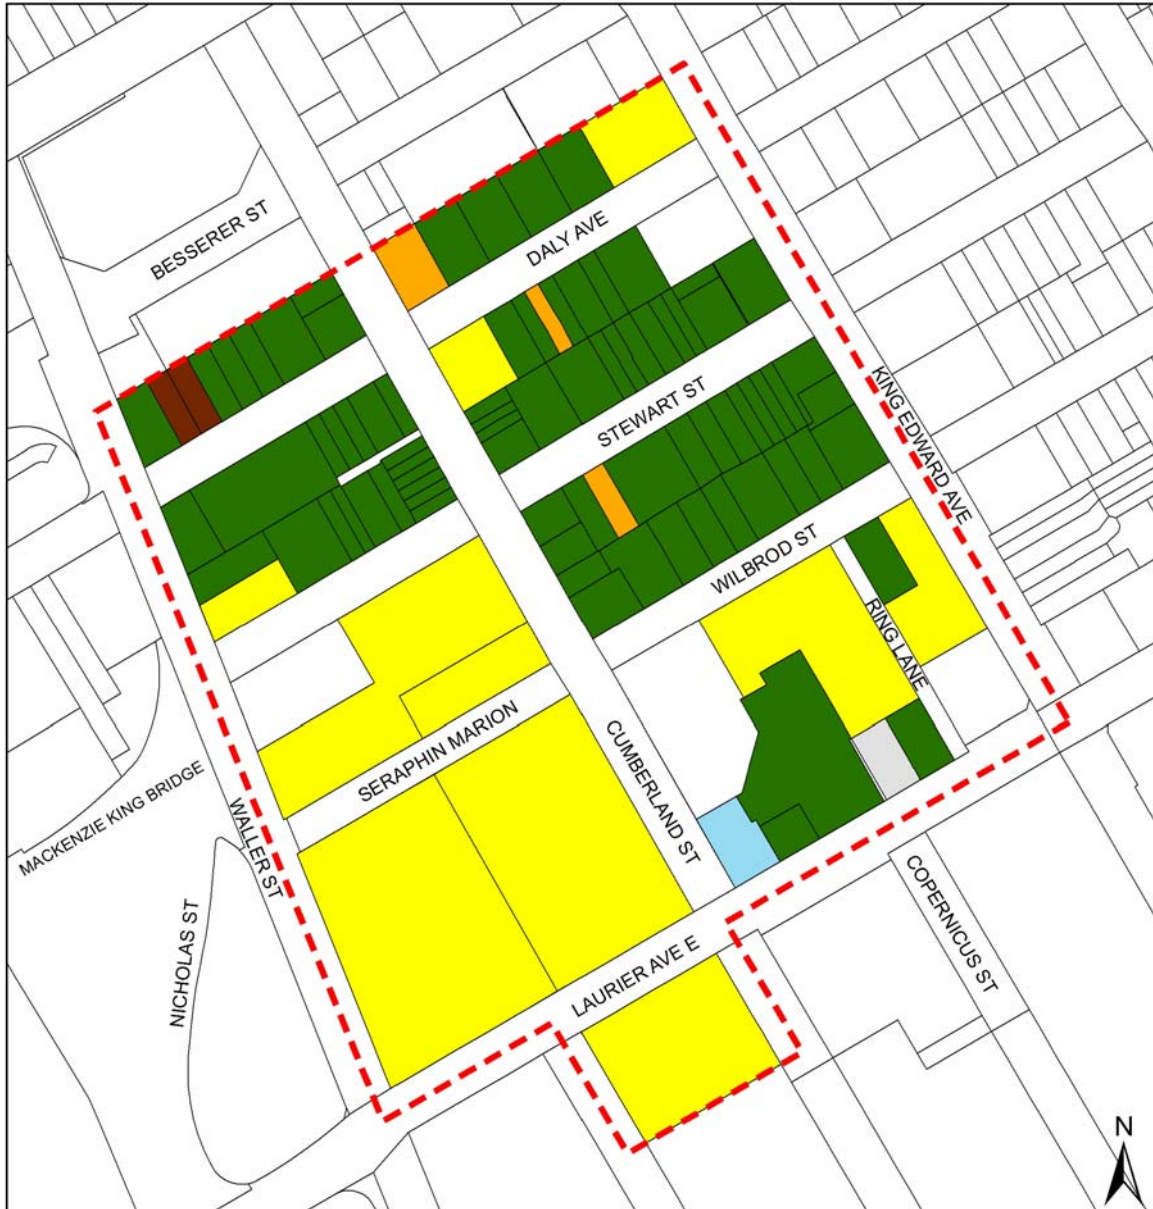 BESSERER ST
DALY AVE
KING EDWARD AVE
STEWART ST
WILBROD ST
RING LANE
SERAPHIN MARION
CUMBERLAND ST
MACKENZIE KING BRIDGE
WALLER ST
NICHOLAS ST
COPERNICUS ST
LAURIER AVE E
N